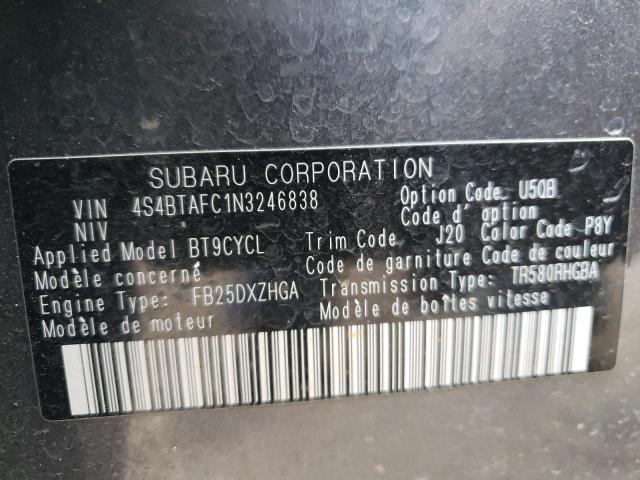 SUBARU CORPORATION
VIN 4S4BTAFC1N3246838 Option Code U5QB
NIV Code d'option
Applied Model BT9CYCL Trim Code J20 Color Code P8Y
Modèle concerné Code de garniture Code de couleur
Engine Type: FB25DXZHGA Transmission Type: TR580RHGBA
Modèle de moteur Modèle de boîtes vitesse